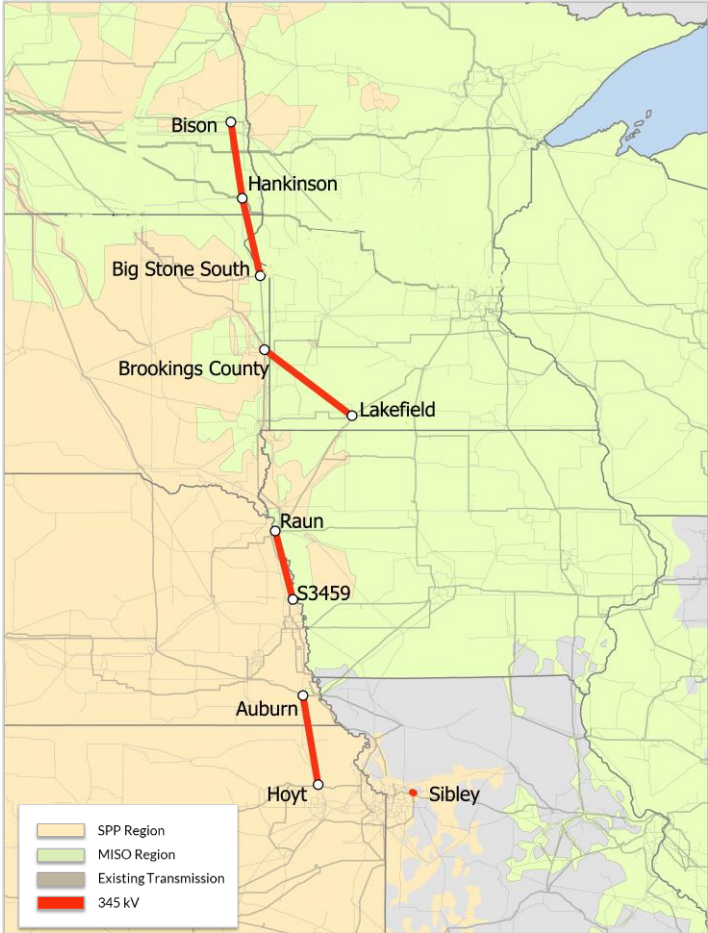 Bison
Hankinson
Big Stone South
Brookings County
Lakefield
Raun
S3459
Auburn
Hoyt
Sibley
SPP Region
MISO Region
Existing Transmission
345 kV